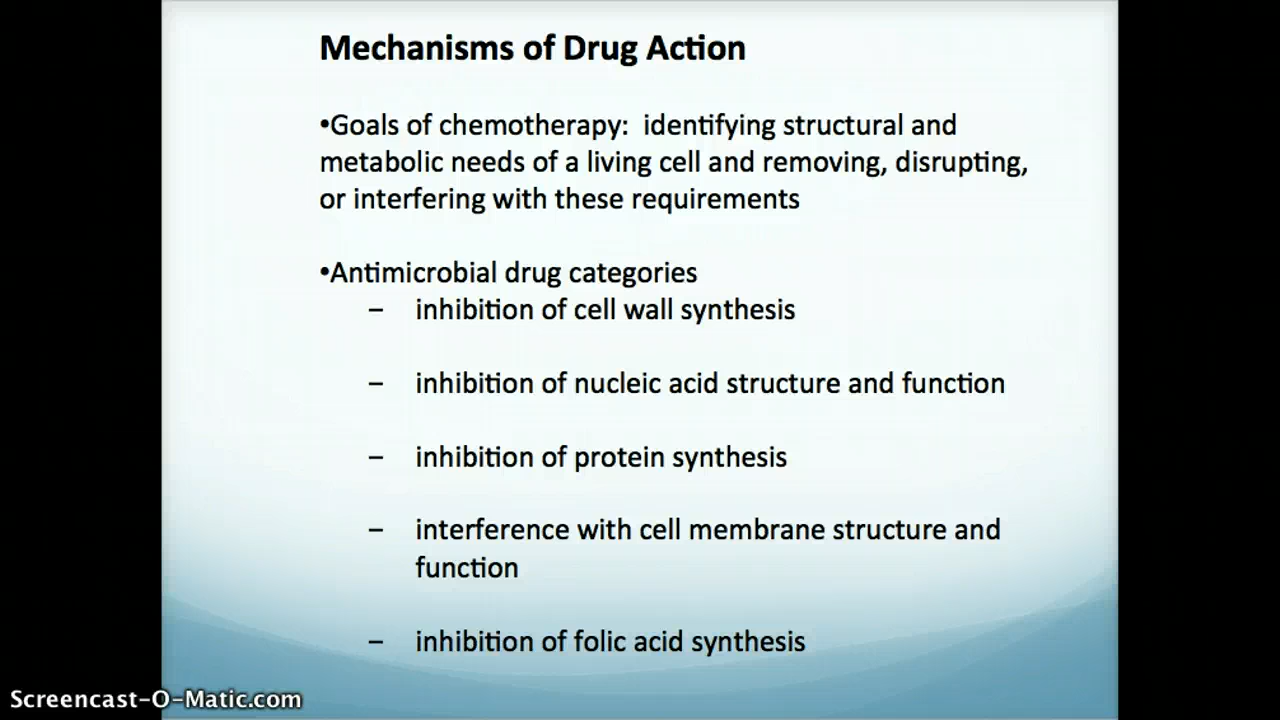 Mechanisms of Drug Action
•Goals of chemotherapy:  identifying structural and
metabolic needs of a living cell and removing, disrupting,
or interfering with these requirements
•Antimicrobial drug categories
–   inhibition of cell wall synthesis
–   inhibition of nucleic acid structure and function
–   inhibition of protein synthesis
–   interference with cell membrane structure and
function
–   inhibition of folic acid synthesis
Screencast-O-Matic.com